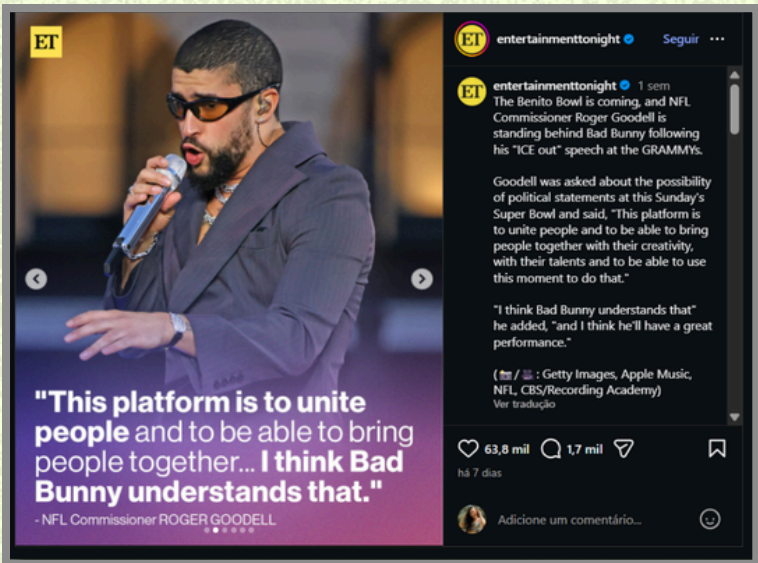 ET
"This platform is to unite
people and to be able to bring
people together... I think Bad
Bunny understands that."
- NFL Commissioner ROGER GOODELL
ET
entertainmenttonight
Seguir
ET
entertainmenttonight 1 sem
The Benito Bowl is coming, and NFL
Commissioner Roger Goodell is
standing behind Bad Bunny following
his "ICE out" speech at the GRAMMYs.
Goodell was asked about the possibility
of political statements at this Sunday's
Super Bowl and said, "This platform is
to unite people and to be able to bring
people together with their creativity,
with their talents and to be able to use
this moment to do that."
"I think Bad Bunny understands that"
he added, "and I think he'll have a great
performance."
(📷/🎥: Getty Images, Apple Music,
NFL, CBS/Recording Academy)
Ver tradução
63,8 mil 1,7 mil
há 7 dias
Adicione um comentário...